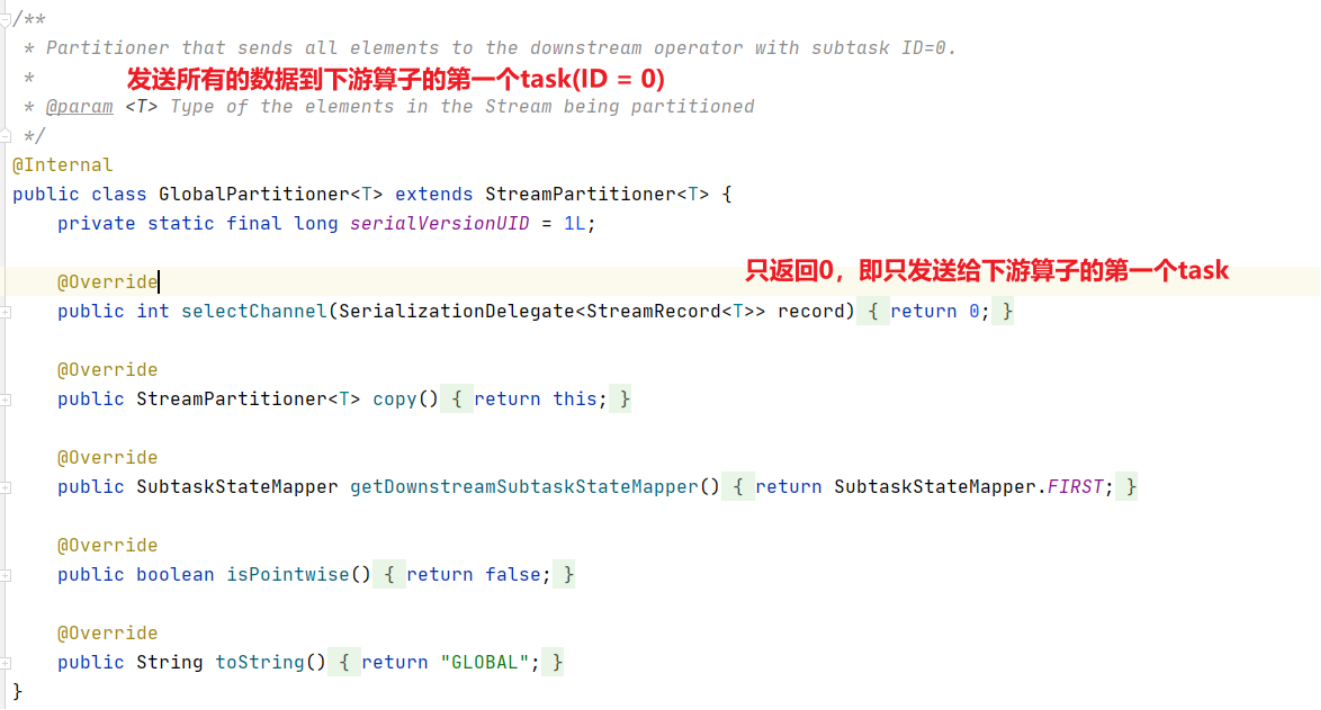 /**
 * Partitioner that sends all elements to the downstream operator with subtask ID=0.
 *
发送所有的数据到下游算子的第一个task(ID = 0)
 * @param <T> Type of the elements in the Stream being partitioned
 */
@Internal
public class GlobalPartitioner<T> extends StreamPartitioner<T> {
    private static final long serialVersionUID = 1L;
只返回0，即只发送给下游算子的第一个task
    @Override
    public int selectChannel(SerializationDelegate<StreamRecord<T>> record) { return 0; }
    @Override
    public StreamPartitioner<T> copy() { return this; }
    @Override
    public SubtaskStateMapper getDownstreamSubtaskStateMapper() { return SubtaskStateMapper.FIRST; }
    @Override
    public boolean isPointwise() { return false; }
    @Override
    public String toString() { return "GLOBAL"; }
}